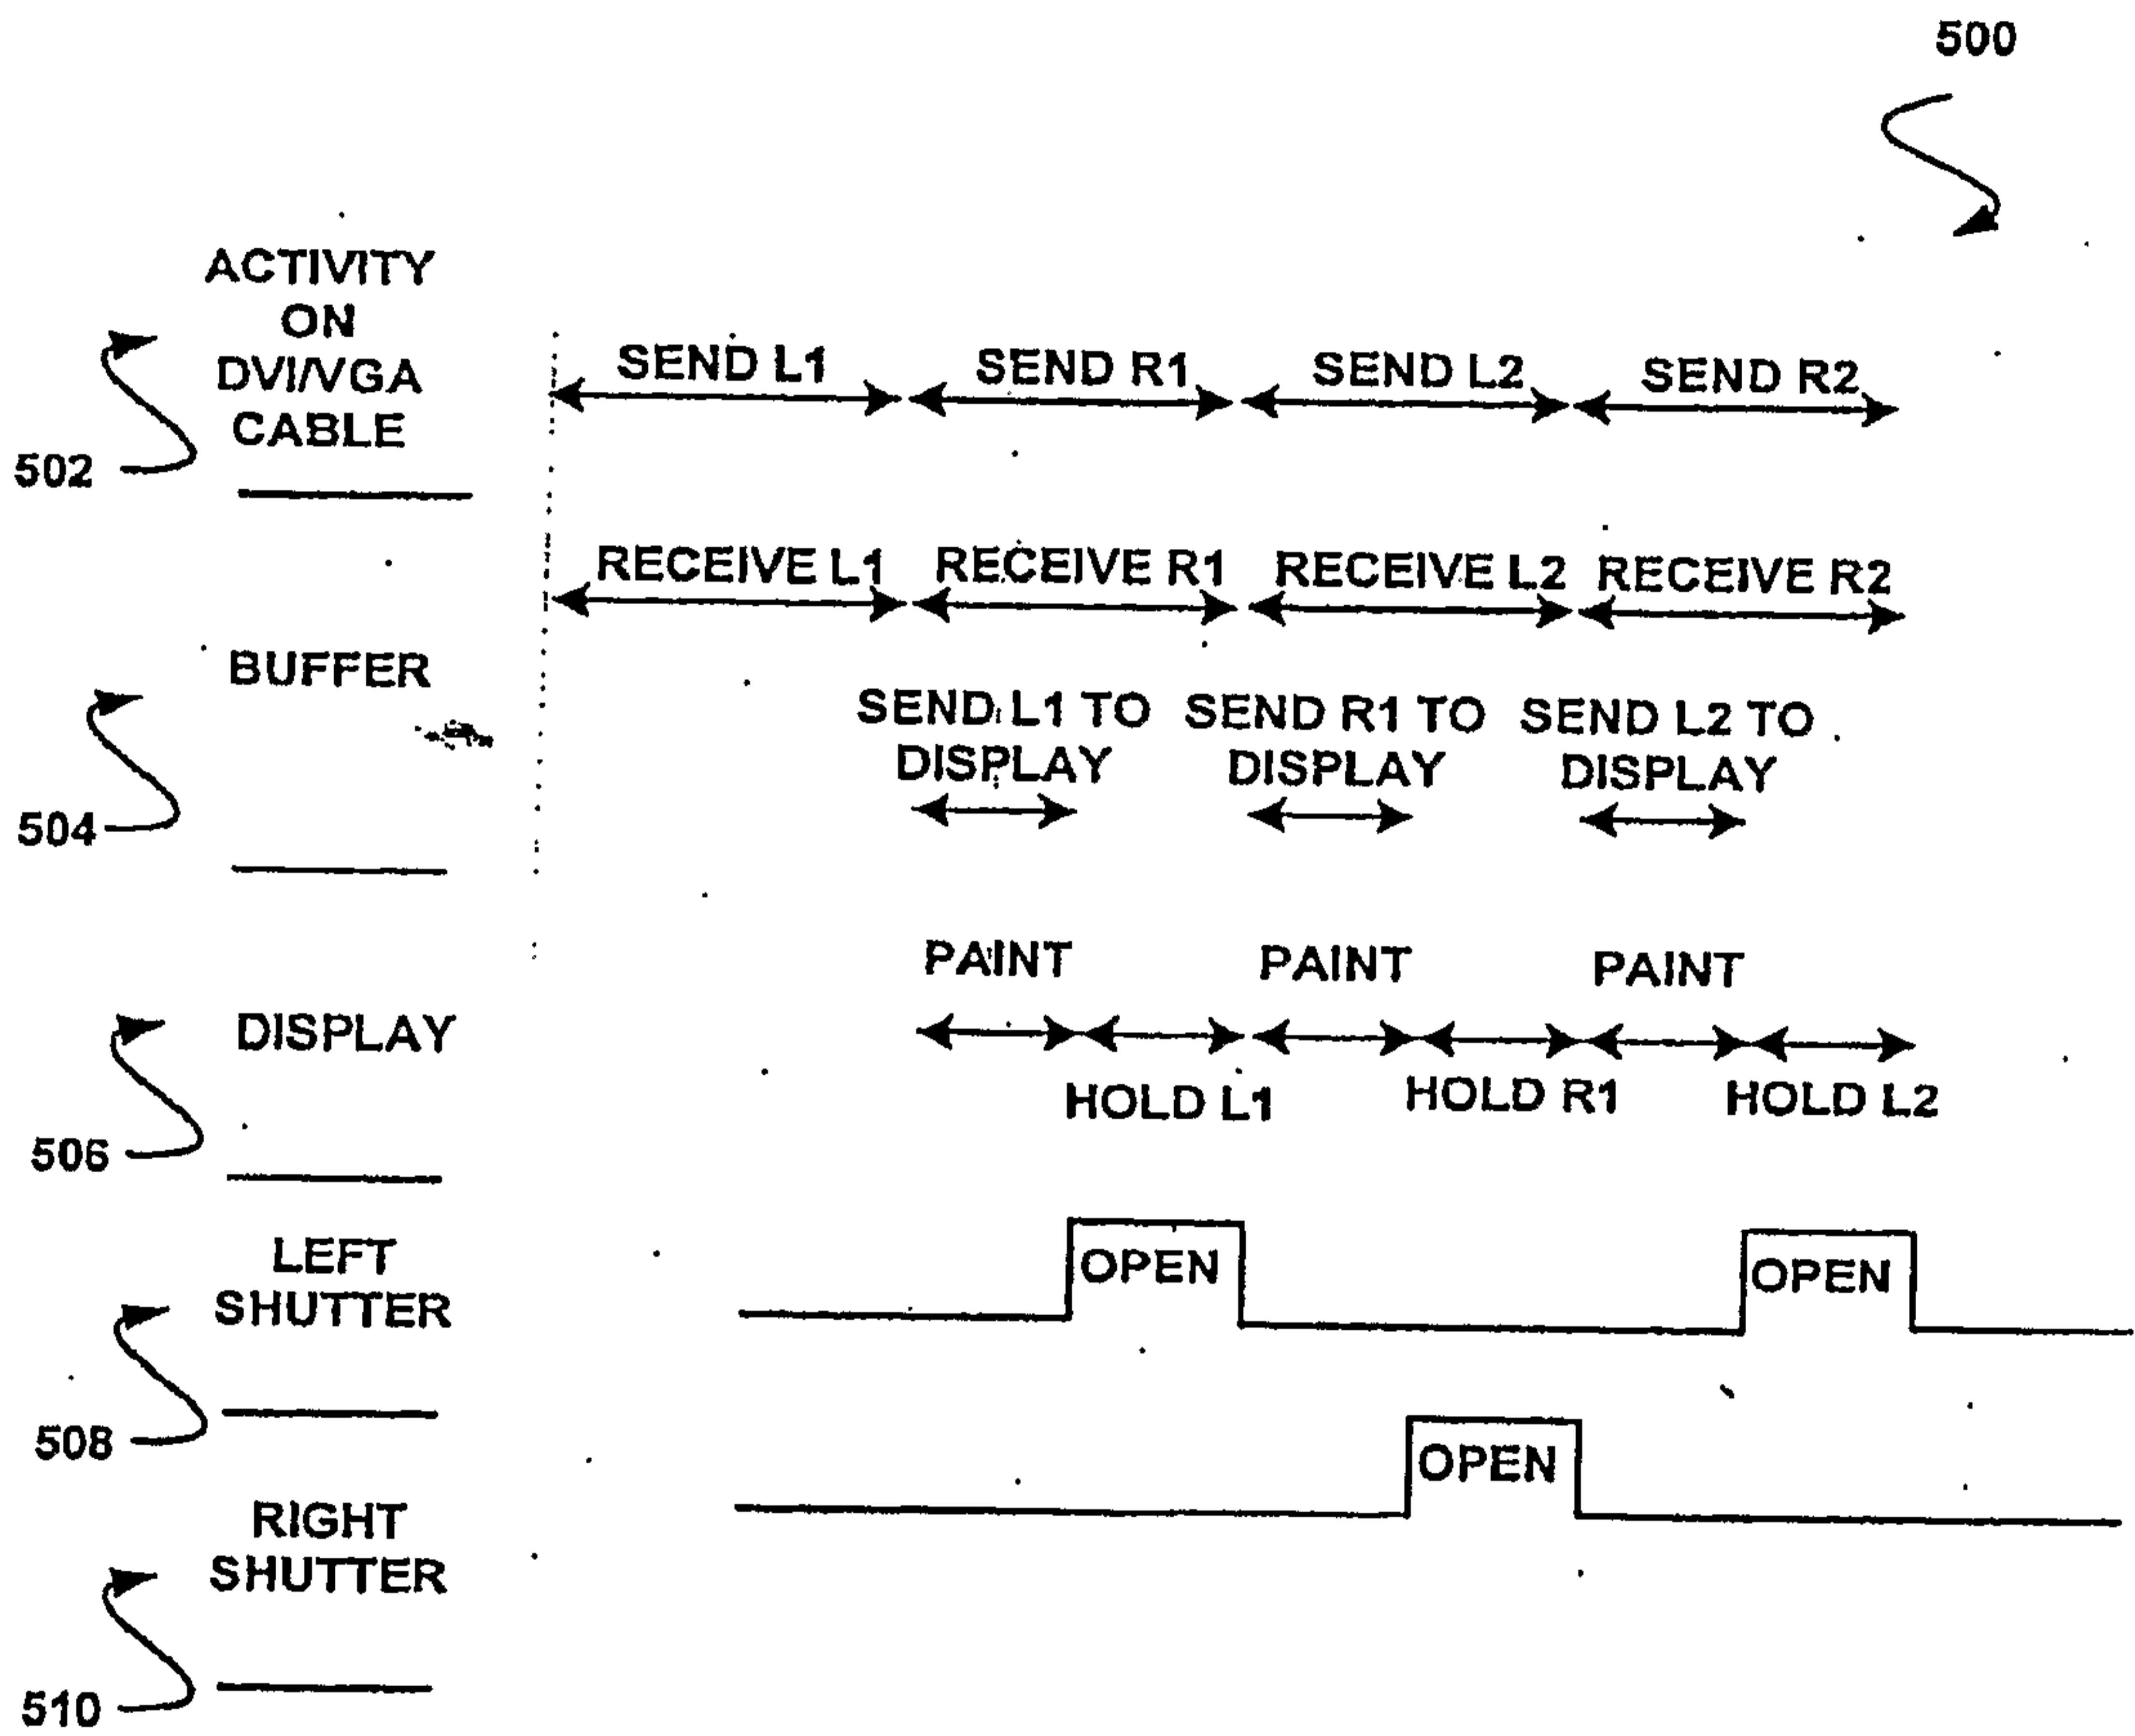 500
ACTIVITY
ON
DVI/VGA
CABLE
502
SEND L1 SEND R1 SEND L2 SEND R2
RECEIVE L1 RECEIVE R1 RECEIVE L2 RECEIVE R2
BUFFER
504
SEND L1 TO SEND R1 TO SEND L2 TO
DISPLAY DISPLAY DISPLAY
PAINT PAINT PAINT
DISPLAY
506
HOLD L1 HOLD R1 HOLD L2
LEFT
SHUTTER
508
OPEN OPEN
OPEN
RIGHT
SHUTTER
510